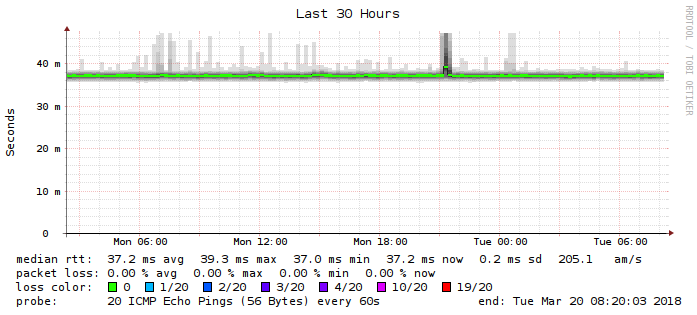 Last 30 Hours
RRDTOOL / TOBI OETIKER
Seconds
40 m
30 m
20 m
10 m
0
Mon 06:00 Mon 12:00 Mon 18:00 Tue 00:00 Tue 06:00
median rtt: 37.2 ms avg 39.3 ms max 37.0 ms min 37.2 ms now 0.2 ms sd 205.1 am/s
packet loss: 0.00 % avg 0.00 % max 0.00 % min 0.00 % now
loss color: 0 1/20 2/20 3/20 4/20 10/20 19/20
probe: 20 ICMP Echo Pings (56 Bytes) every 60s end: Tue Mar 20 08:20:03 2018